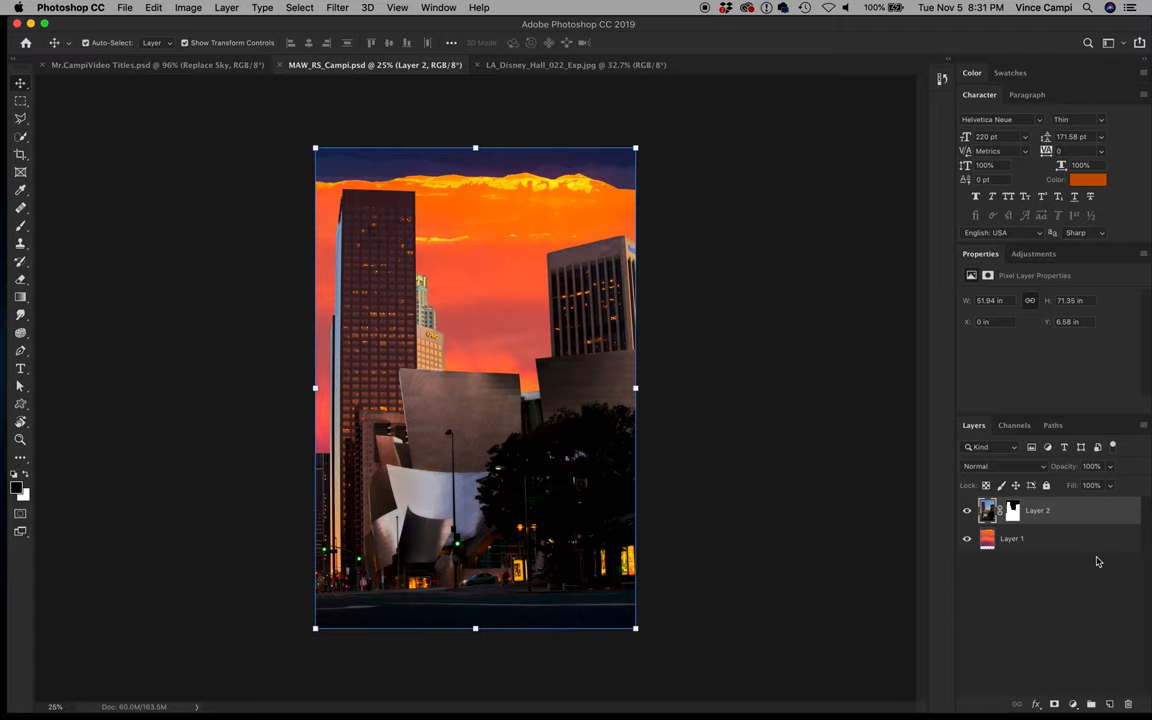 Photoshop CC File Edit Image Layer Type Select Filter 3D View Window Help 100% Tue Nov 5 8:31 PM Vince Campi
Adobe Photoshop CC 2019
Auto-Select: Layer Show Transform Controls 3D Mode:
Mr.CampiVideo Titles.psd @ 96% (Replace Sky, RGB/8*) MAW_RS_Campi.psd @ 25% (Layer 2, RGB/8*) LA_Disney_Hall_022_Exp.jpg @ 32.7% (RGB/8*)
Color Swatches
Character Paragraph
Helvetica Neue Thin
220 pt 171.58 pt
Metrics 0
100% 100%
0 pt Color:
English: USA Sharp
Properties Adjustments
Pixel Layer Properties
W: 51.94 in H: 71.35 in
X: 0 in Y: 6.58 in
Layers Channels Paths
Kind
Normal Opacity: 100%
Lock: Fill: 100%
Layer 2
Layer 1
25% Doc: 60.0M/163.5M